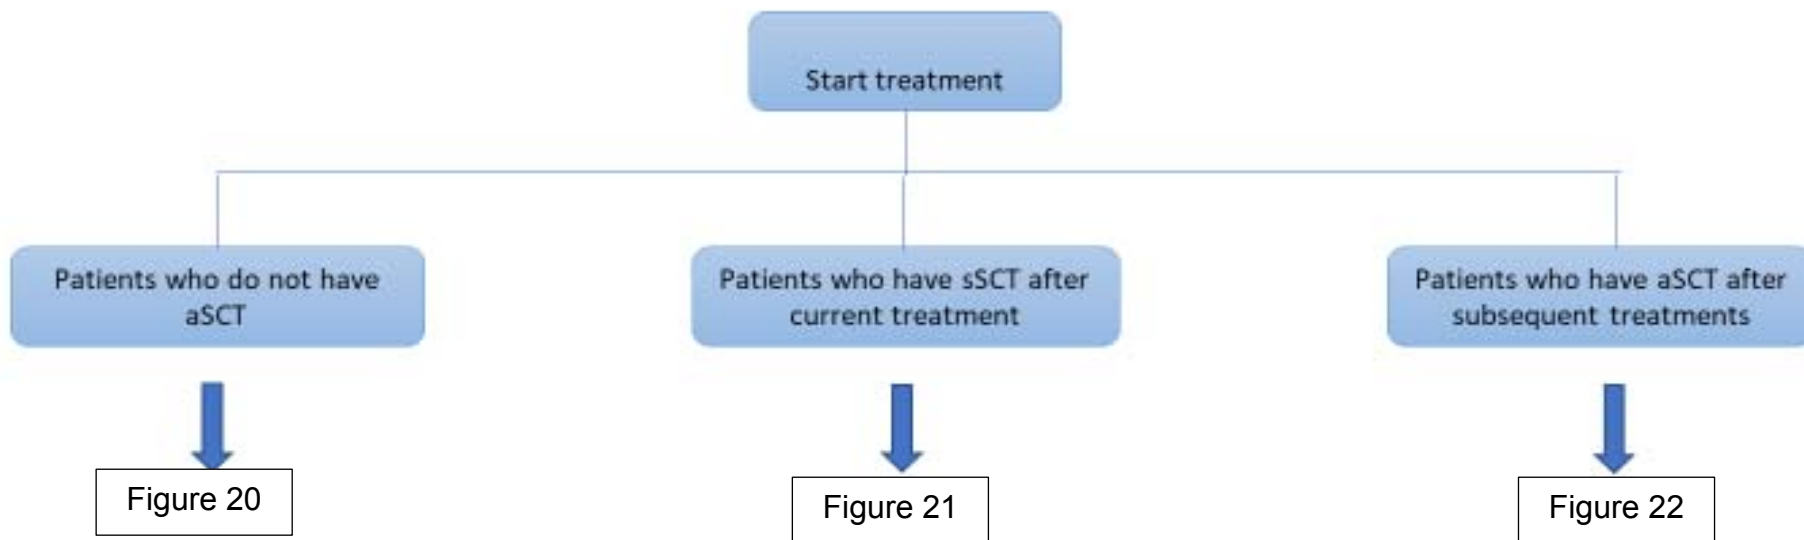 Start treatment
Patients who do not have
aSCT
Patients who have sSCT after
current treatment
Patients who have aSCT after
subsequent treatments
Figure 20
Figure 21
Figure 22